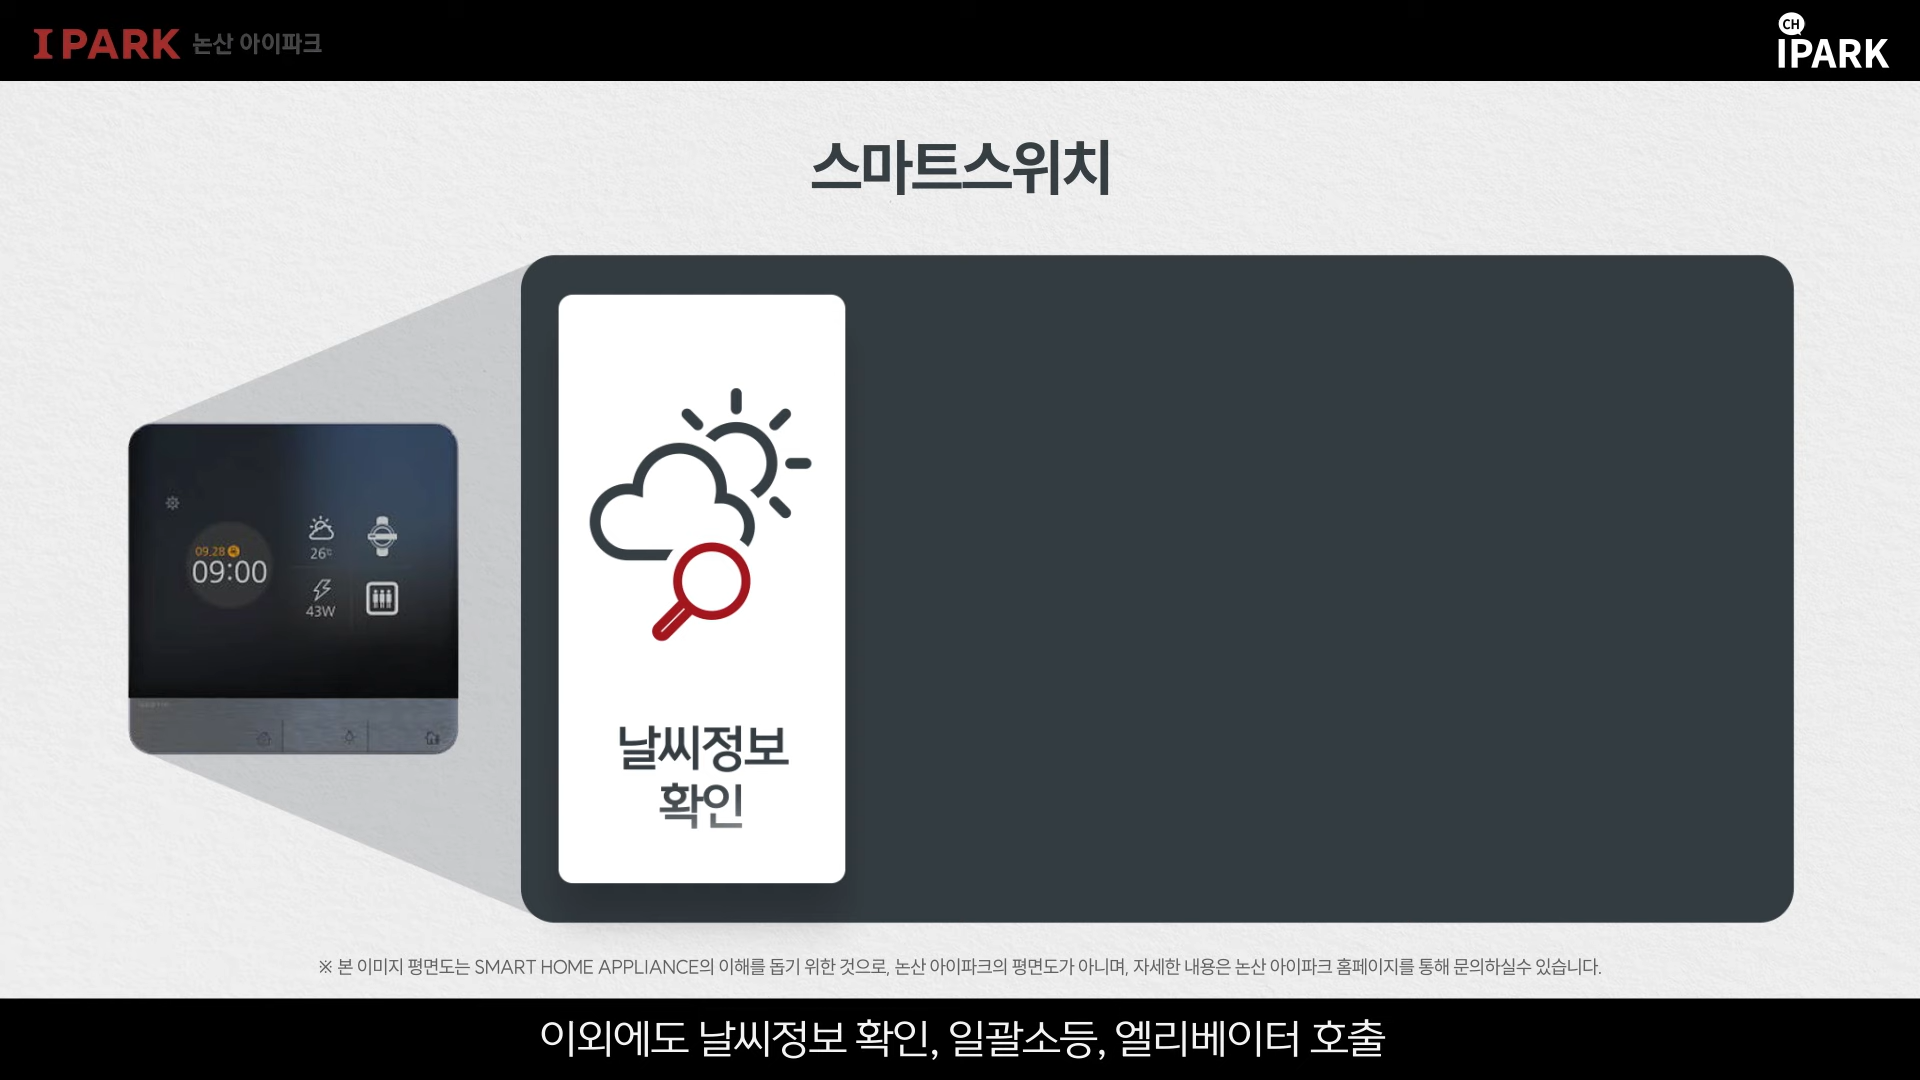 I PARK 논산 아이파크
CH
IPARK
스마트스위치
09.28
09:00
26℃
43W
날씨정보
확인
※ 본 이미지 평면도는 SMART HOME APPLIANCE의 이해를 돕기 위한 것으로, 논산 아이파크의 평면도가 아니며, 자세한 내용은 논산 아이파크 홈페이지를 통해 문의하실수 있습니다.
이외에도 날씨정보 확인, 일괄소등, 엘리베이터 호출